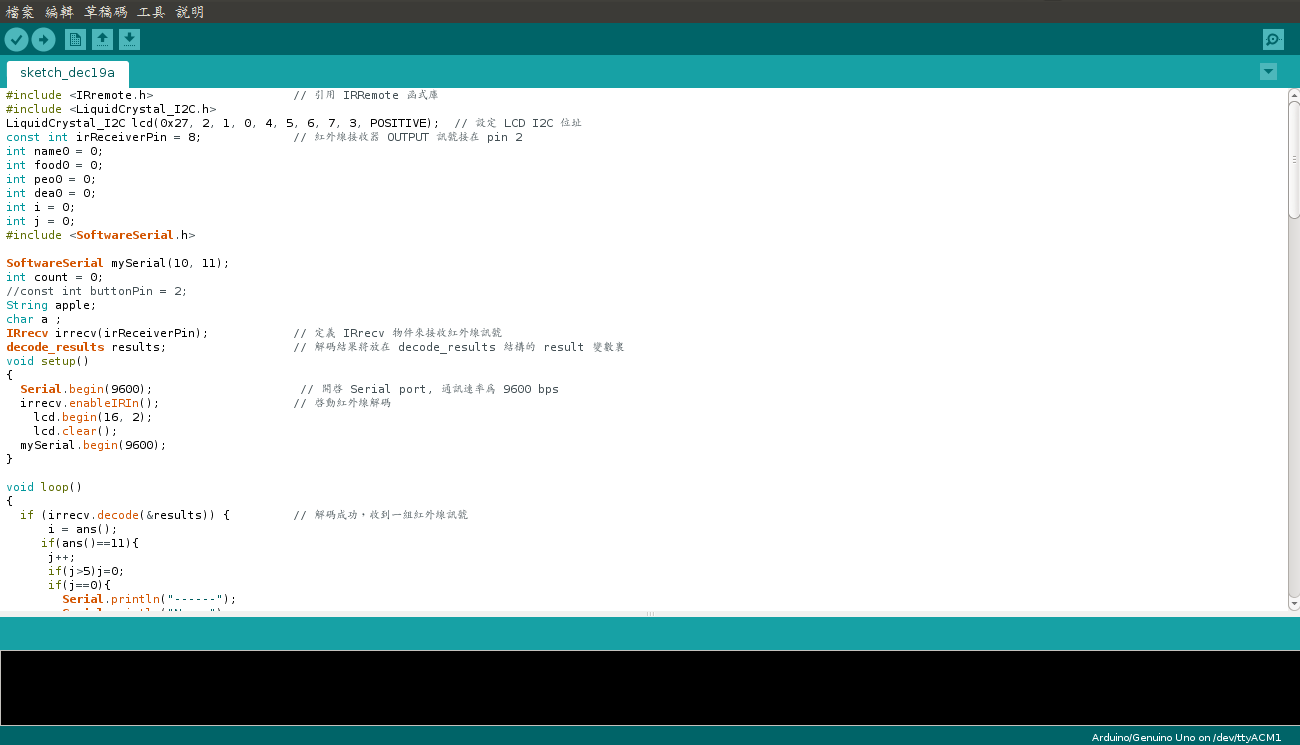 檔案 編輯 草稿碼 工具 說明
sketch_dec19a
#include <IRremote.h> // 引用 IRRemote 函式庫
#include <LiquidCrystal_I2C.h>
LiquidCrystal_I2C lcd(0x27, 2, 1, 0, 4, 5, 6, 7, 3, POSITIVE); // 設定 LCD I2C 位址
const int irReceiverPin = 8; // 紅外線接收器 OUTPUT 訊號接在 pin 2
int name0 = 0;
int food0 = 0;
int peo0 = 0;
int dea0 = 0;
int i = 0;
int j = 0;
#include <SoftwareSerial.h>
SoftwareSerial mySerial(10, 11);
int count = 0;
//const int buttonPin = 2;
String apple;
char a ;
IRrecv irrecv(irReceiverPin); // 定義 IRrecv 物件來接收紅外線訊號
decode_results results; // 解碼結果將放在 decode_results 結構的 result 變數裏
void setup()
{
Serial.begin(9600); // 開啟 Serial port, 通訊速率為 9600 bps
irrecv.enableIRIn(); // 啟動紅外線解碼
lcd.begin(16, 2);
lcd.clear();
mySerial.begin(9600);
}
void loop()
{
if (irrecv.decode(&results)) { // 解碼成功，收到一組紅外線訊號
i = ans();
if(ans()==11){
j++;
if(j>5)j=0;
if(j==0){
Serial.println("------");
Arduino/Genuino Uno on /dev/ttyACM1